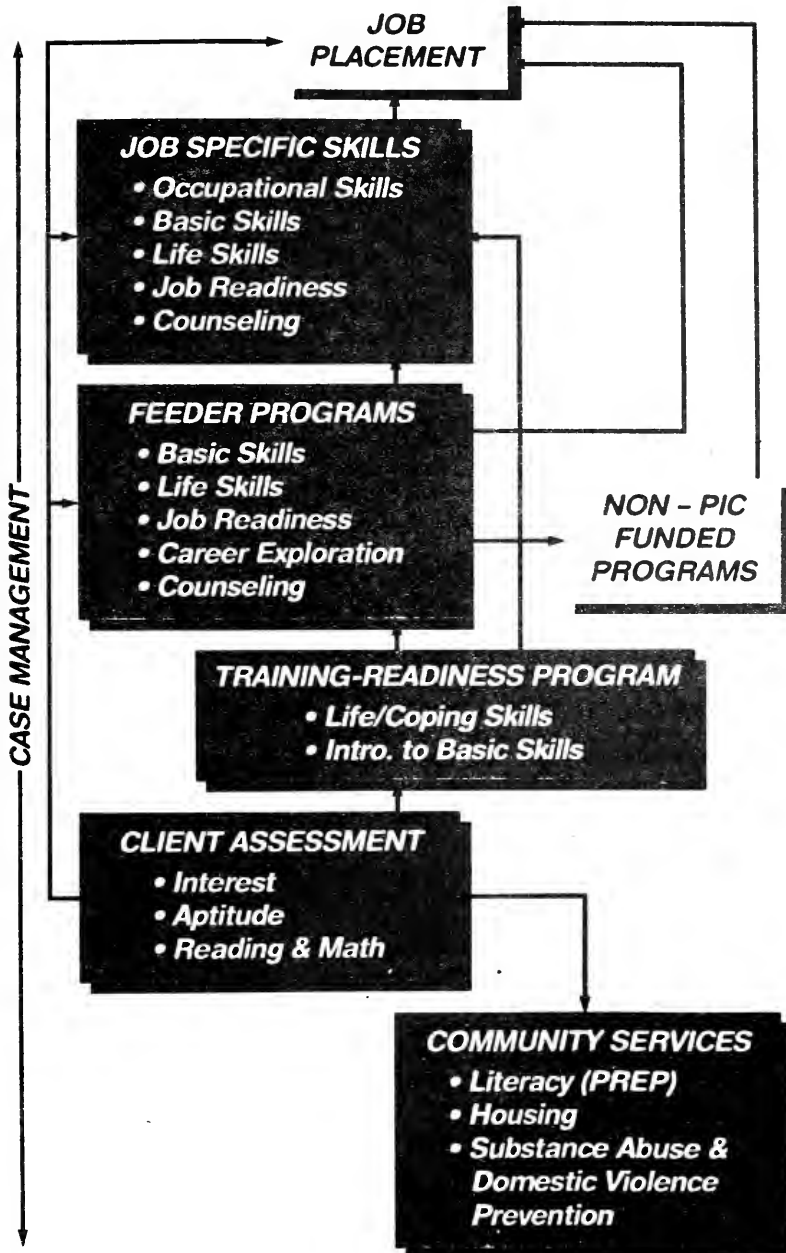 JOB
PLACEMENT
JOB SPECIFIC SKILLS
• Occupational Skills
• Basic Skills
• Life Skills
• Job Readiness
• Counseling
FEEDER PROGRAMS
• Basic Skills
• Life Skills
• Job Readiness
• Career Exploration
• Counseling
NON – PIC
FUNDED
PROGRAMS
CASE MANAGEMENT
TRAINING-READINESS PROGRAM
• Life/Coping Skills
• Intro. to Basic Skills
CLIENT ASSESSMENT
• Interest
• Aptitude
• Reading & Math
COMMUNITY SERVICES
• Literacy (PREP)
• Housing
• Substance Abuse &
Domestic Violence
Prevention